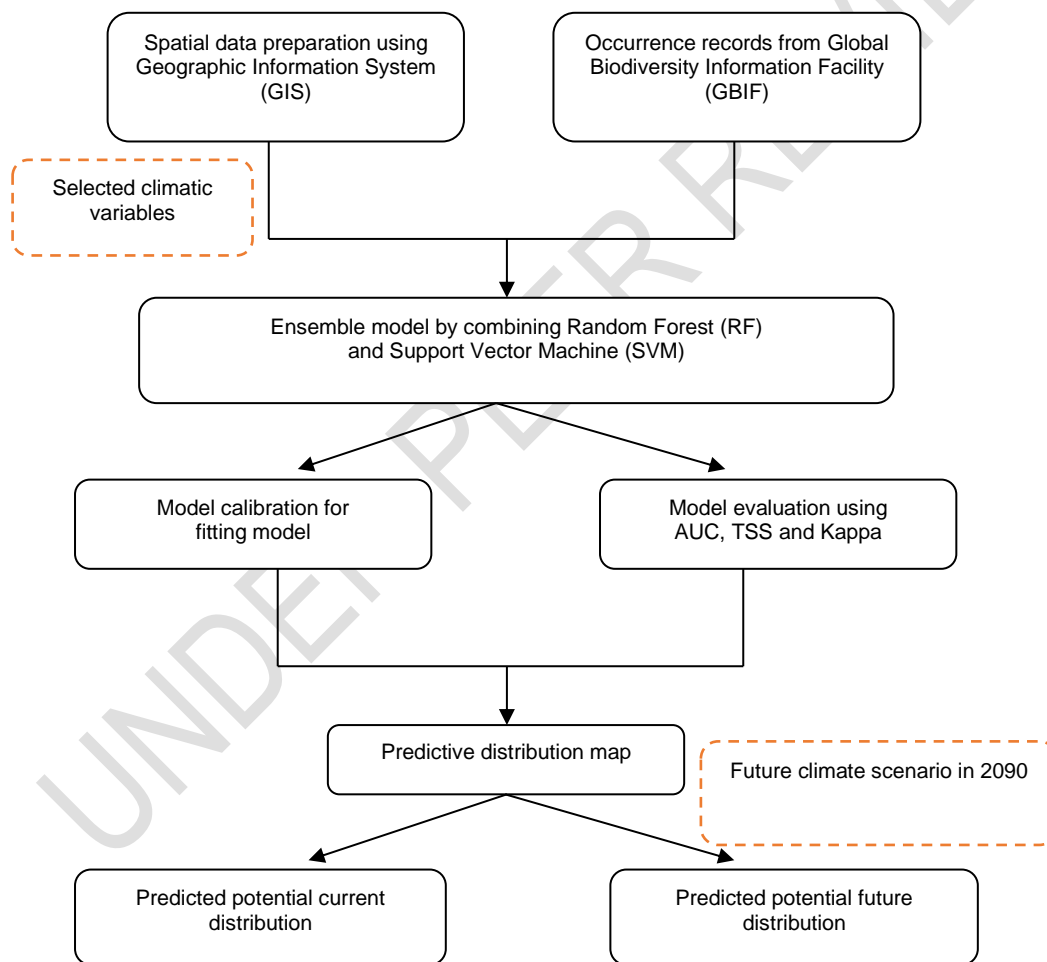 Spatial data preparation using
Geographic Information System
(GIS)
Occurrence records from Global
Biodiversity Information Facility
(GBIF)
Selected climatic
variables
Ensemble model by combining Random Forest (RF)
and Support Vector Machine (SVM)
Model calibration for
fitting model
Model evaluation using
AUC, TSS and Kappa
Predictive distribution map
Future climate scenario in 2090
Predicted potential current
distribution
Predicted potential future
distribution
UNDER PEER REVIE